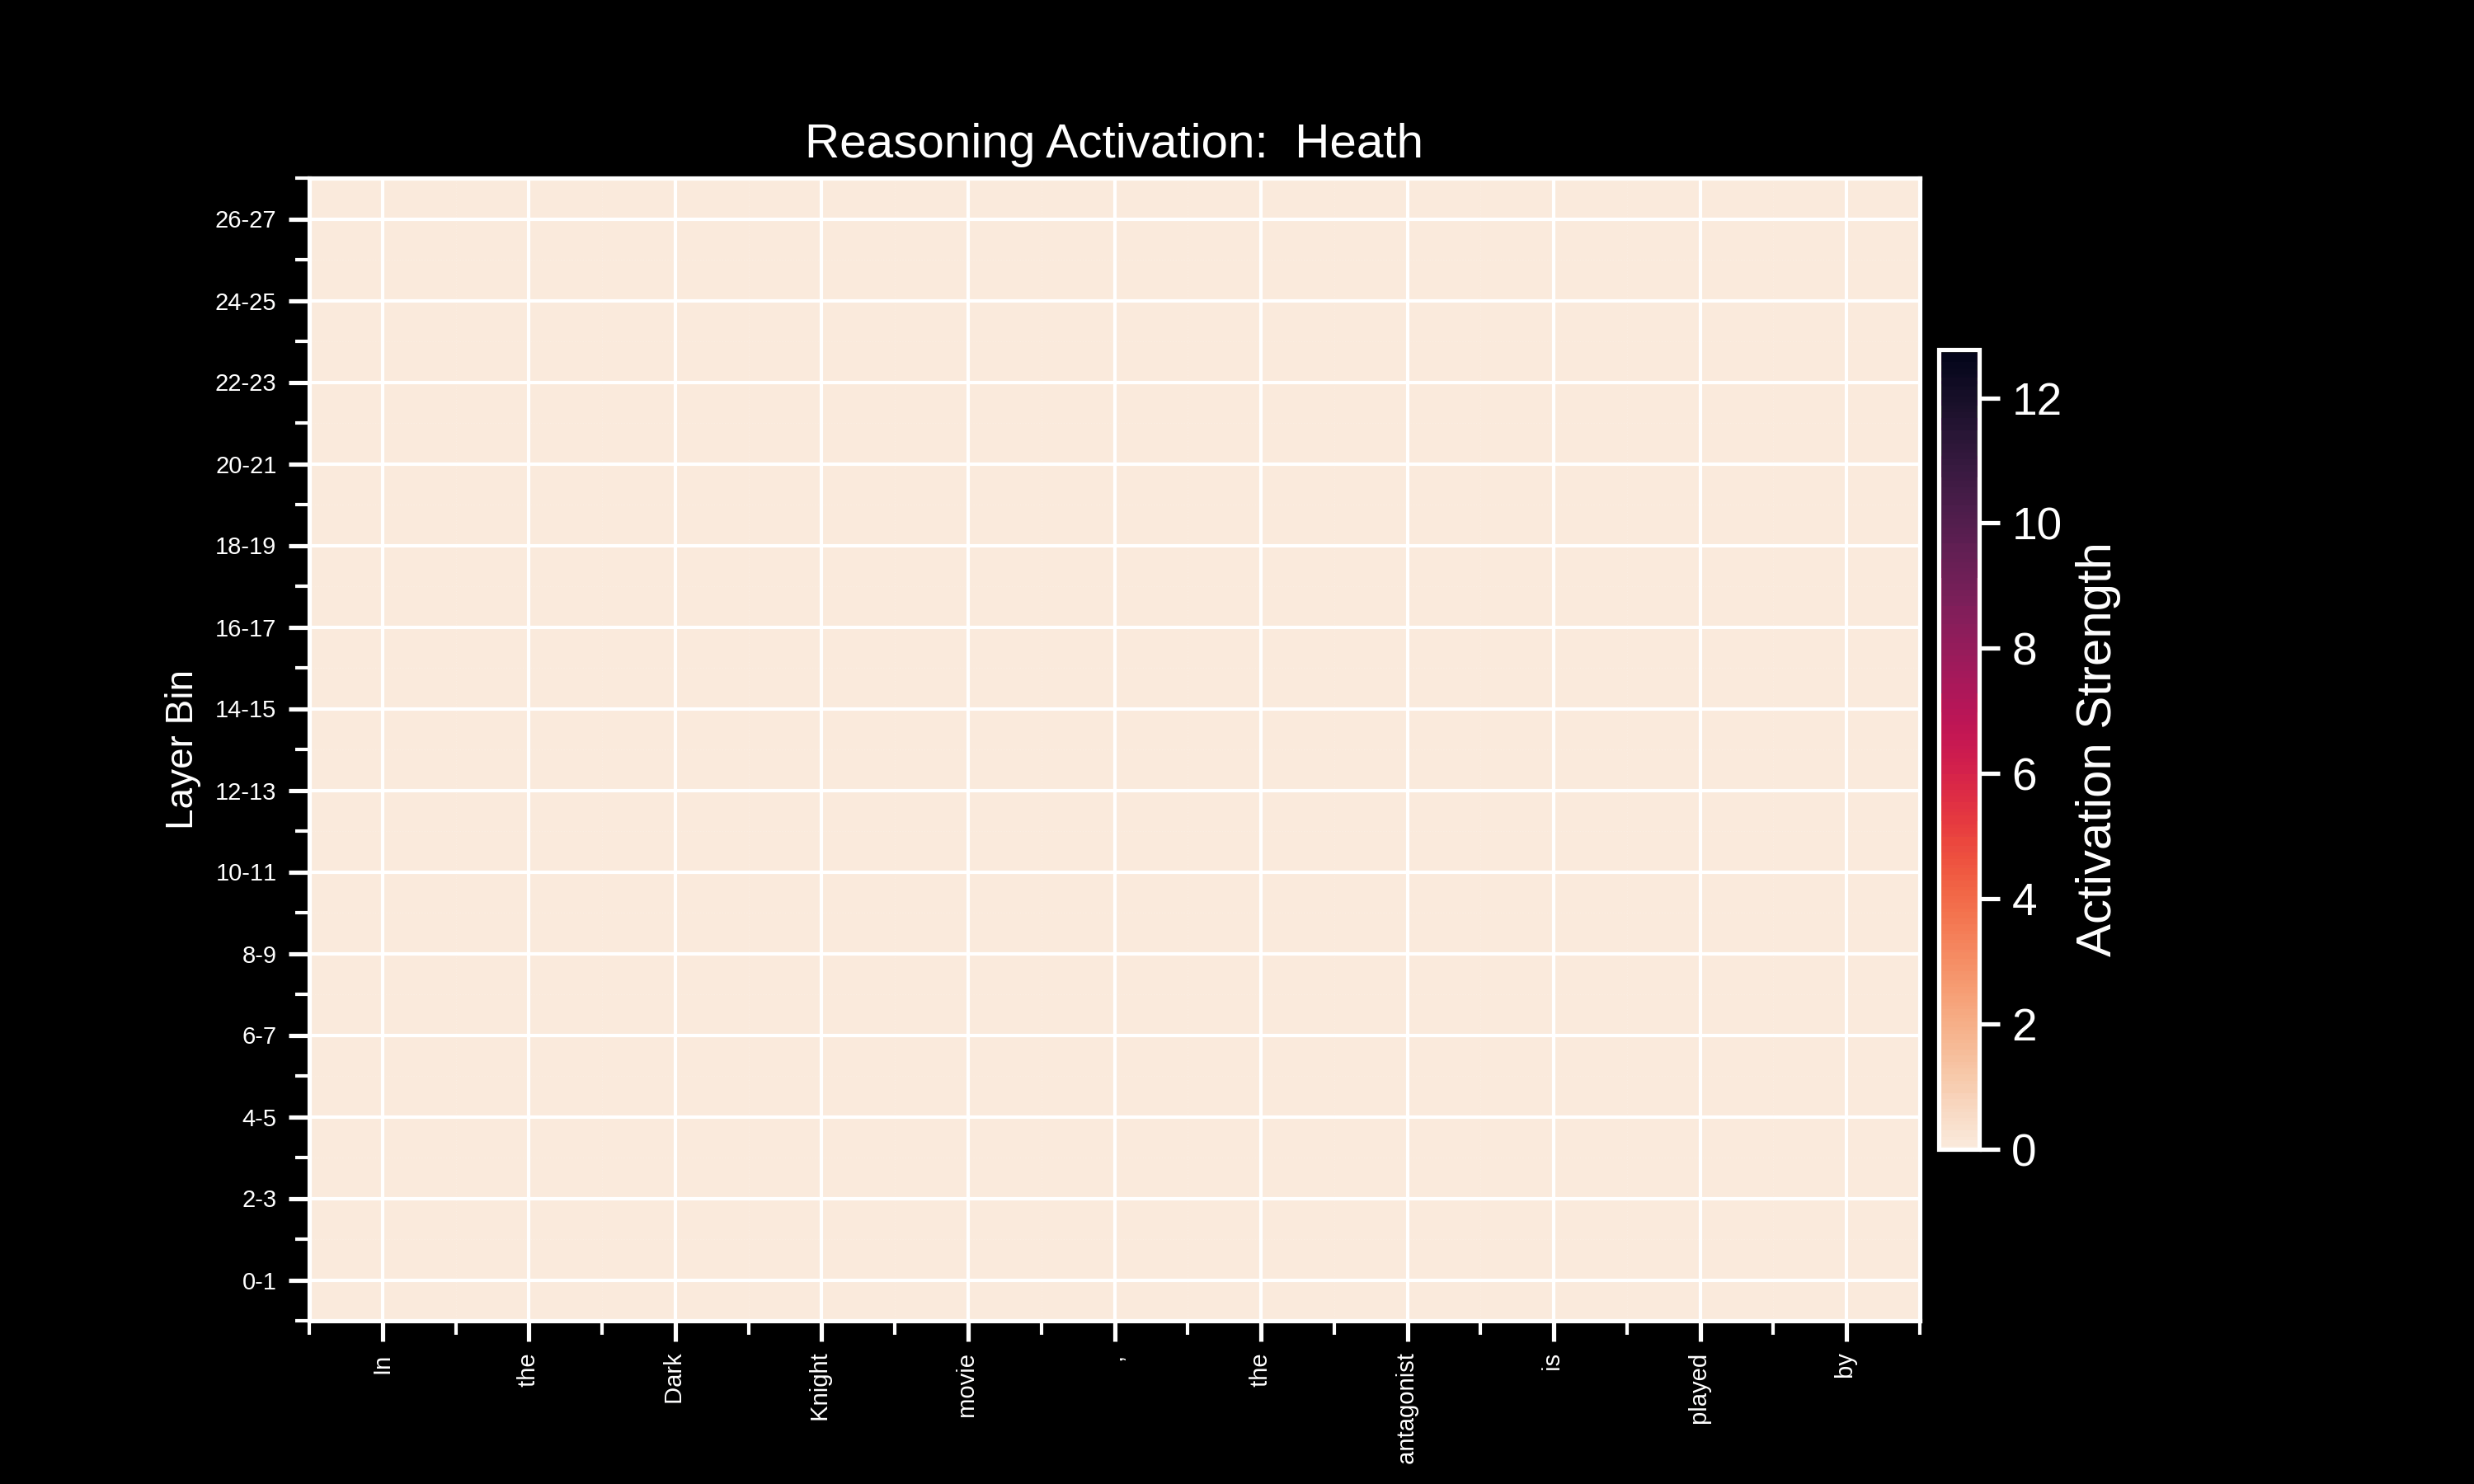 Reasoning Activation:  Heath
26-27
24-25
22-23
20-21
18-19
16-17
14-15
12-13
10-11
8-9
6-7
4-5
2-3
0-1
Layer Bin
In
the
Dark
Knight
movie
,
the
antagonist
is
played
by
12
10
8
6
4
2
0
Activation Strength